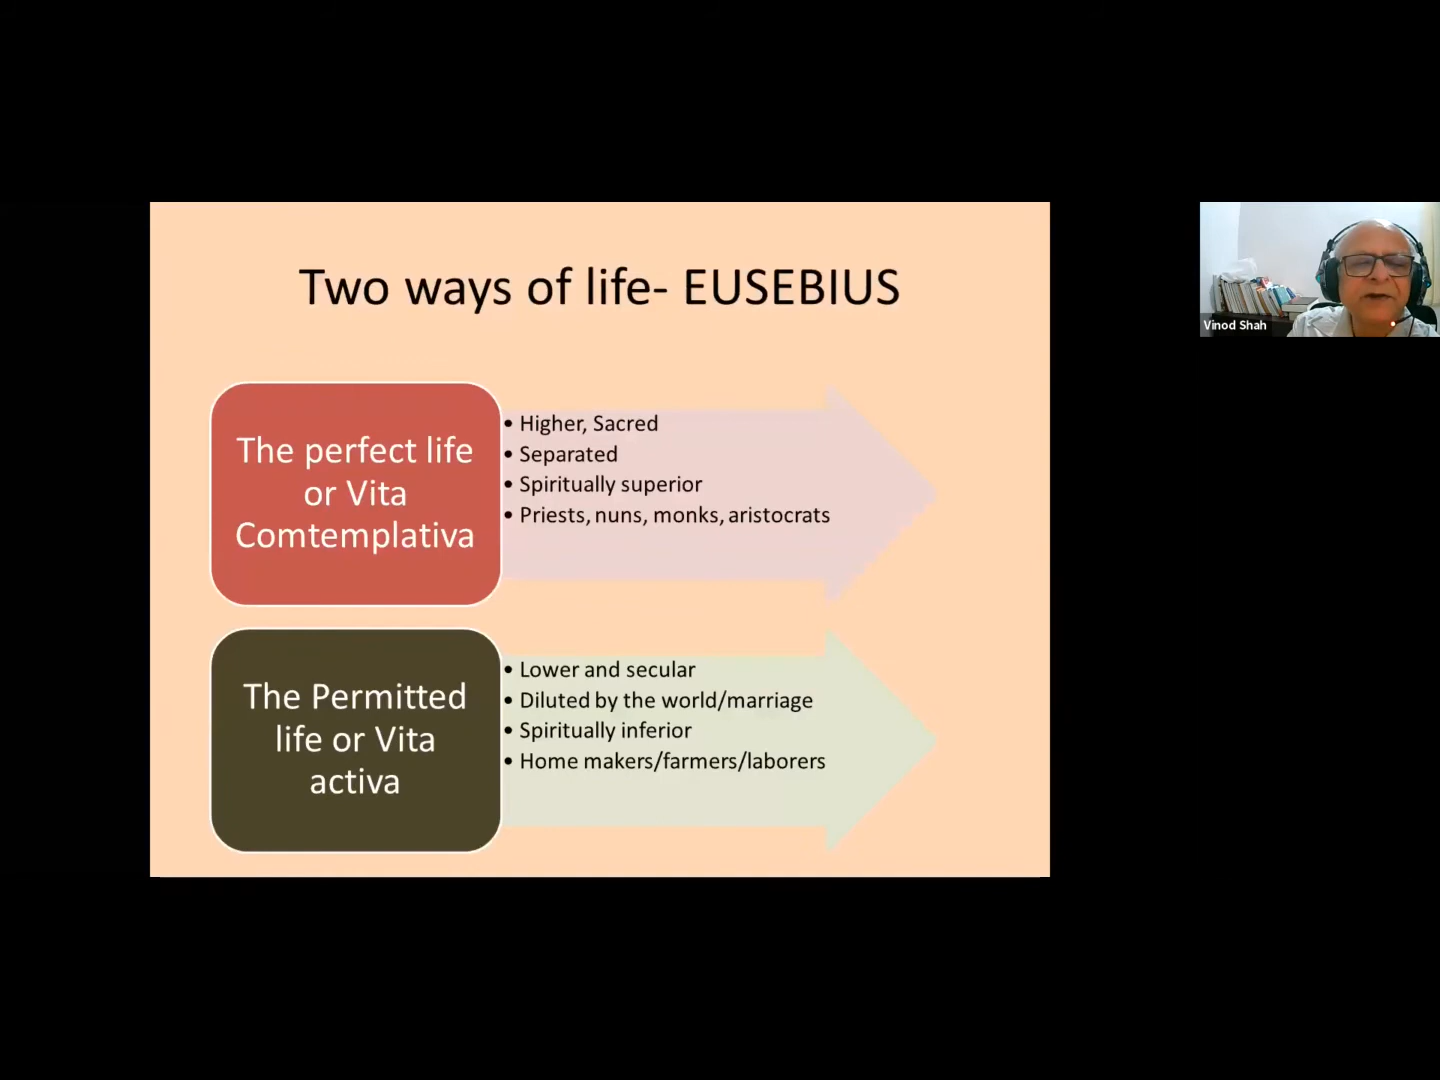 Two ways of life- EUSEBIUS
The perfect life
or Vita
Comtemplativa
• Higher, Sacred
• Separated
• Spiritually superior
• Priests, nuns, monks, aristocrats
The Permitted
life or Vita
activa
• Lower and secular
• Diluted by the world/marriage
• Spiritually inferior
• Home makers/farmers/laborers
Vinod Shah